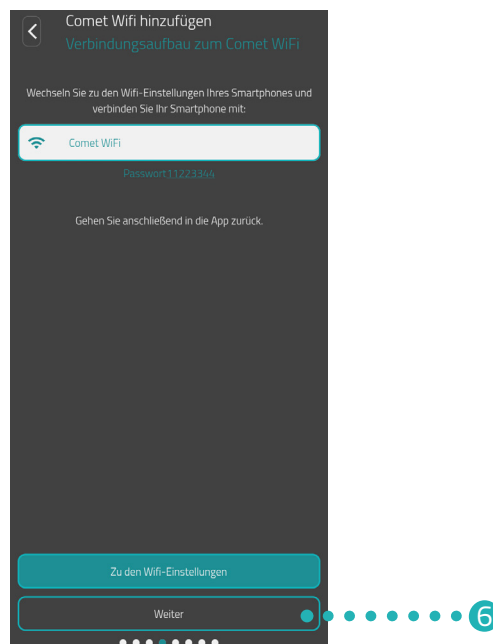 Comet Wifi hinzufügen
Verbindungsaufbau zum Comet WiFi
Wechseln Sie zu den Wifi-Einstellungen Ihres Smartphones und
verbinden Sie Ihr Smartphone mit:
Comet WiFi
Passwort11223344
Gehen Sie anschließend in die App zurück.
Zu den Wifi-Einstellungen
Weiter
6